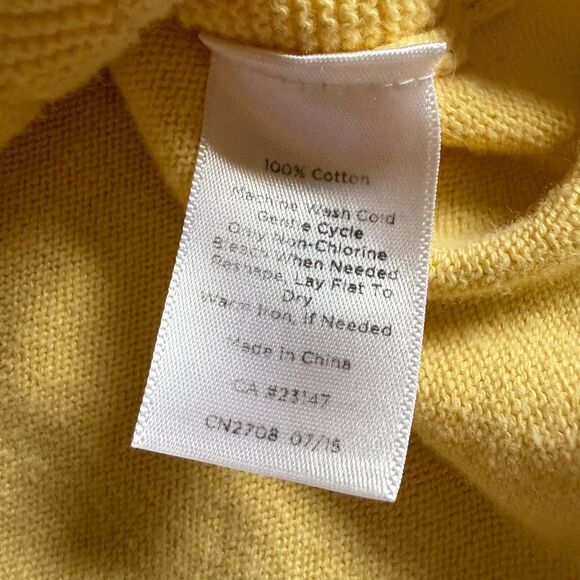 100% Cotton
Machine Wash Cold
Gentle Cycle
Only Non-Chlorine
Bleach When Needed
Reshape, Lay Flat To
Dry
Warm Iron, If Needed
Made in China
CA #23147
CN2708 07/15